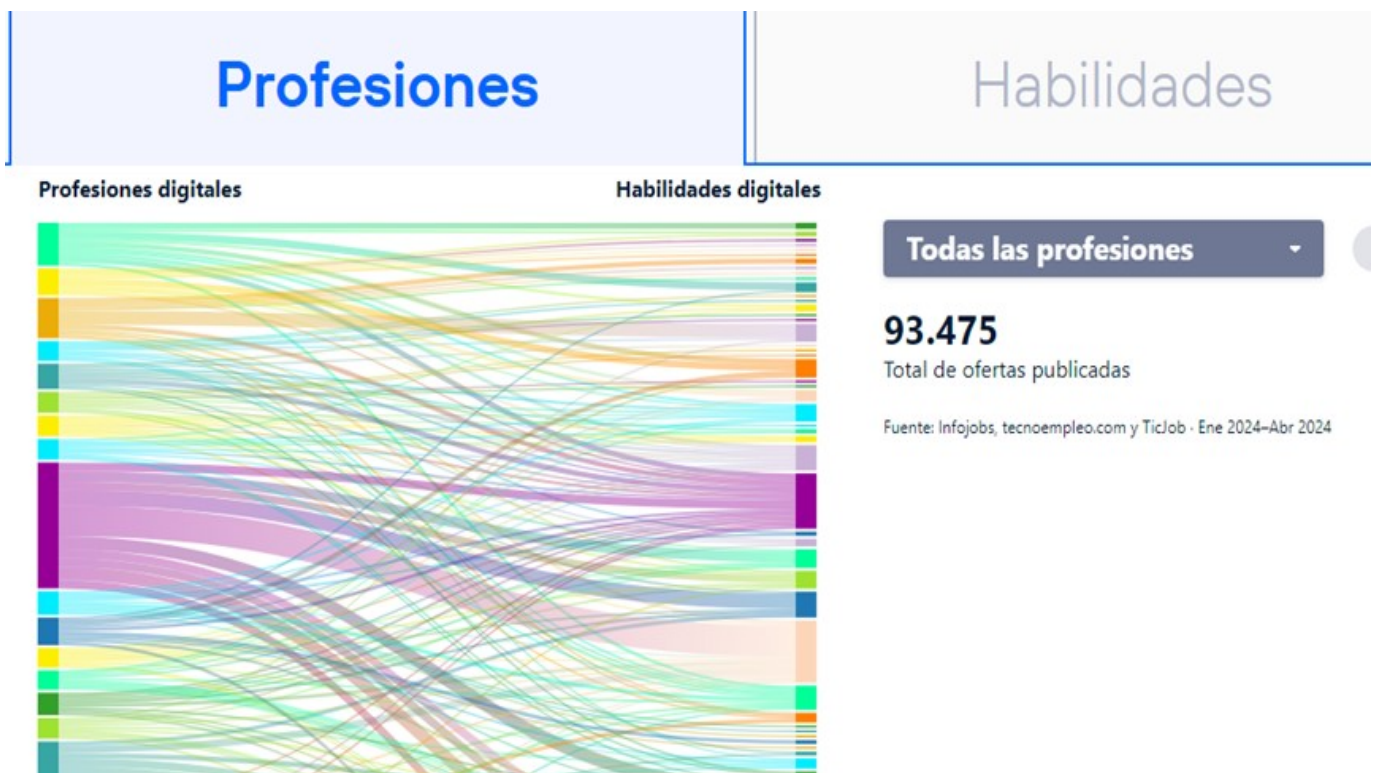 Profesiones
Habilidades
Profesiones digitales
Habilidades digitales
Todas las profesiones
93.475
Total de ofertas publicadas
Fuente: Infojobs, tecnoempleo.com y TicJob · Ene 2024–Abr 2024